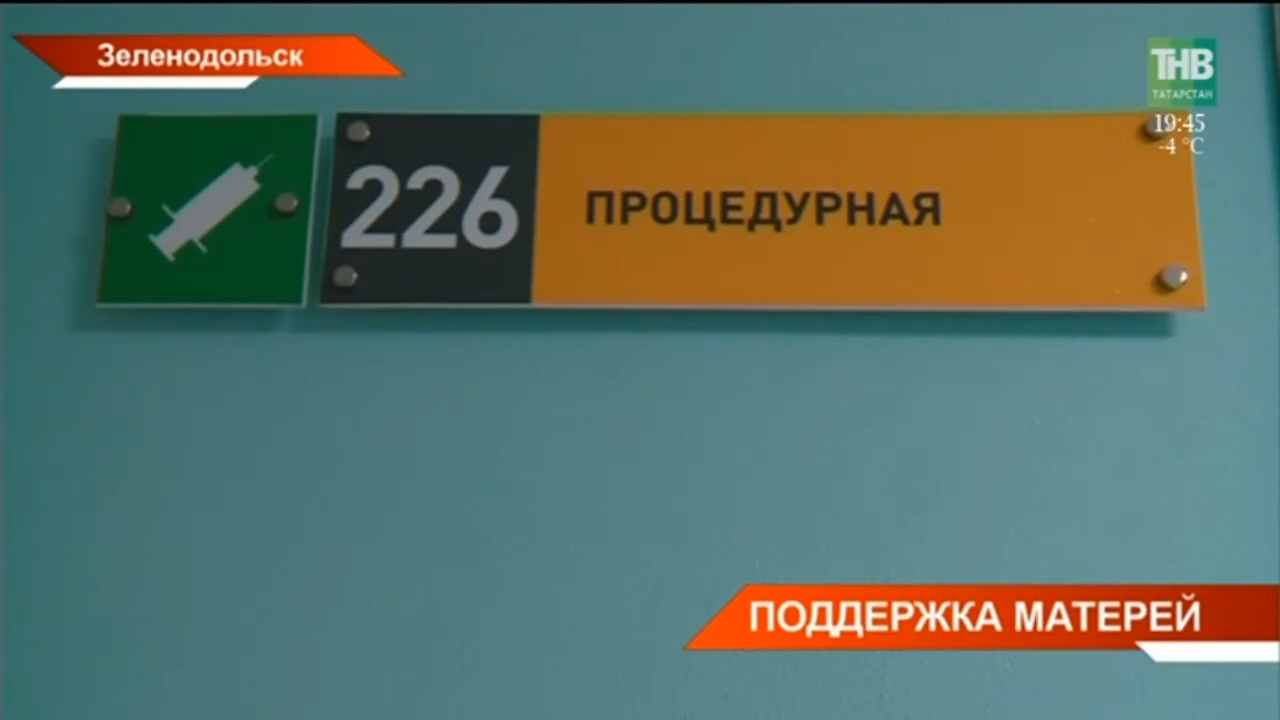 Зеленодольск
ТНВ
ТАТАРСТАН
19:45
-4 °C
226 ПРОЦЕДУРНАЯ
ПОДДЕРЖКА МАТЕРЕЙ